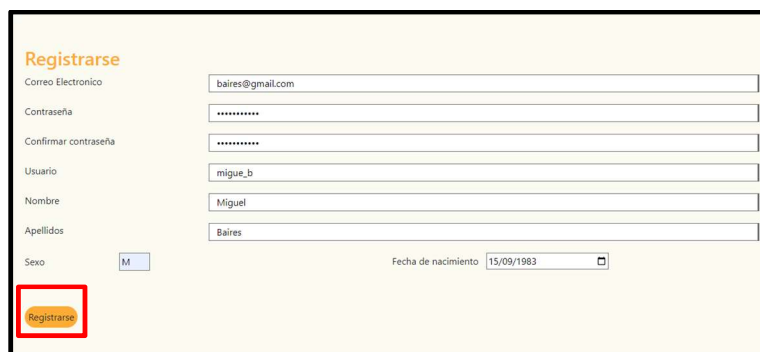 Registrarse
Correo Electronico baires@gmail.com
Contraseña •••••••••••
Confirmar contraseña •••••••••••
Usuario migue_b
Nombre Miguel
Apellidos Baires
Sexo M Fecha de nacimiento 15/09/1983
Registrarse